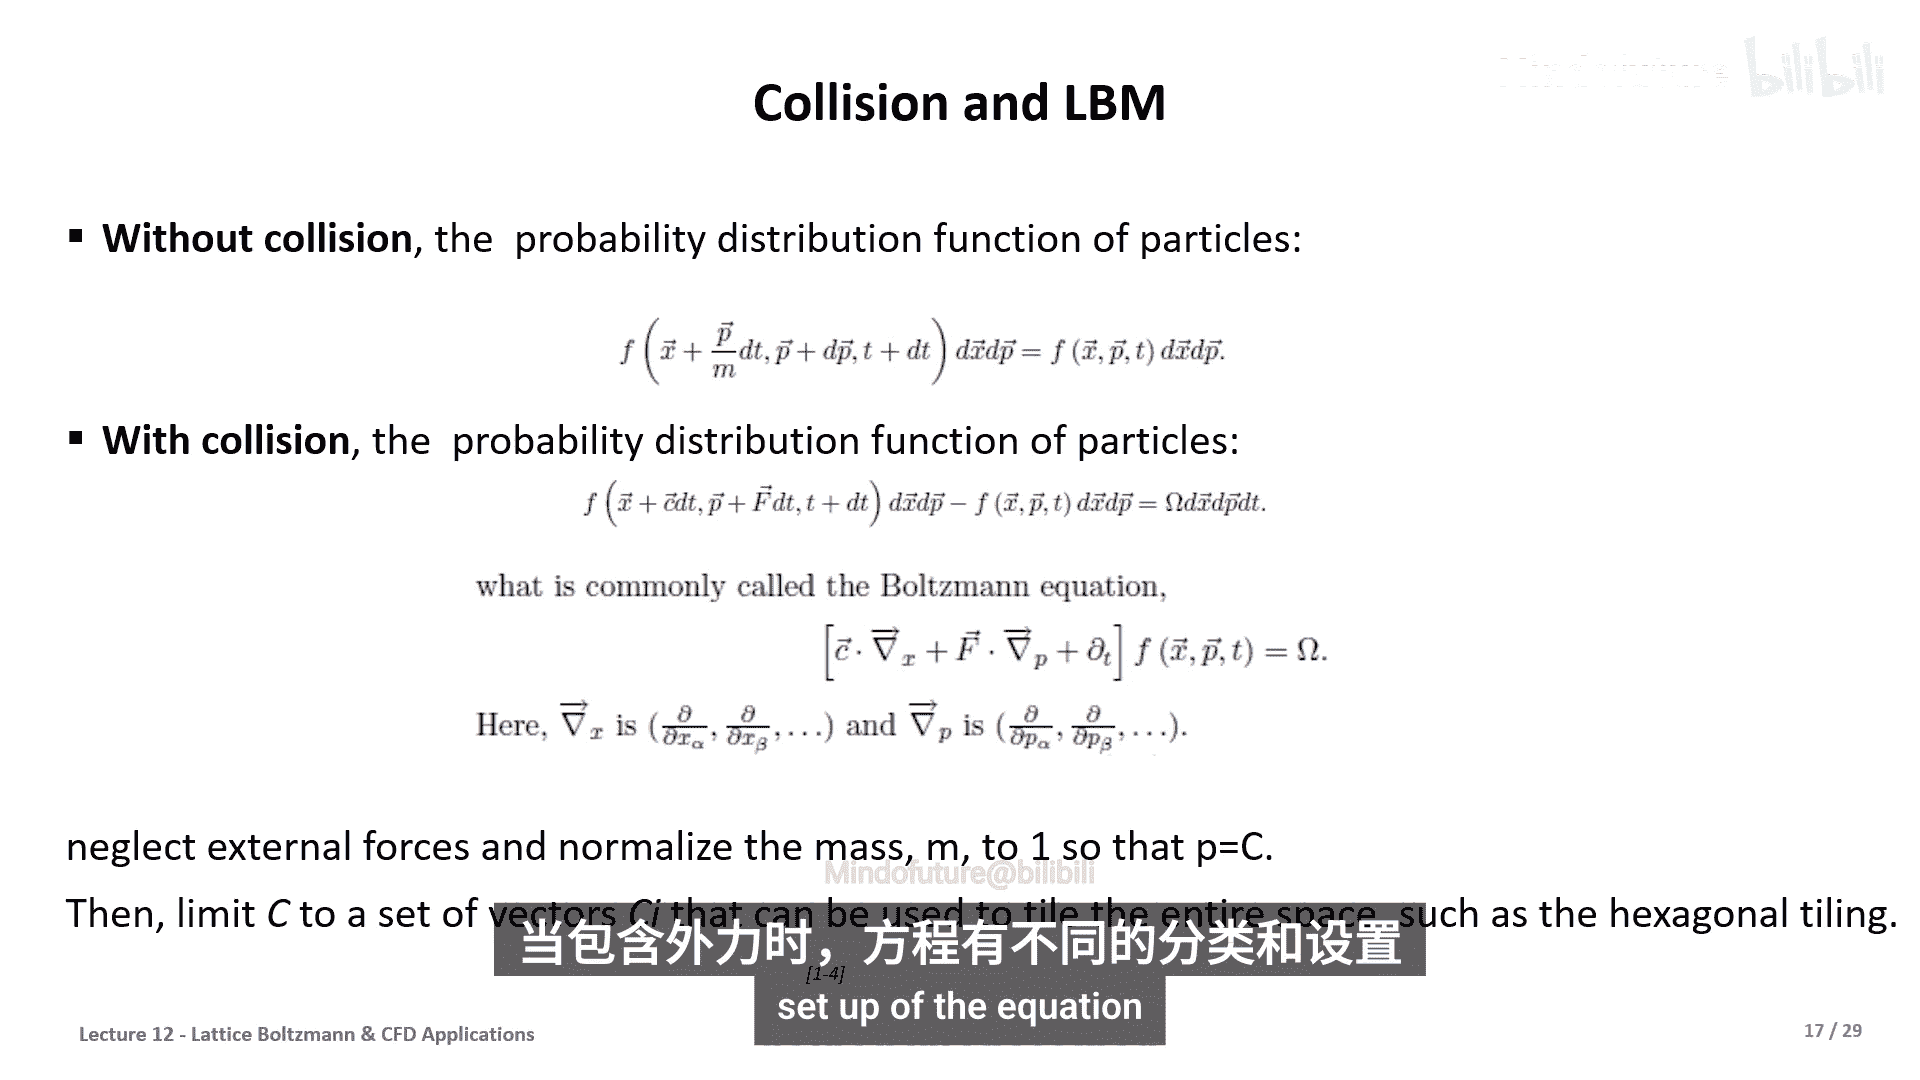 bilibili
Collision and LBM
▪ Without collision, the probability distribution function of particles:
f (x⃗ + p⃗/m dt, p⃗ + dp⃗, t + dt) dx⃗dp⃗ = f (x⃗, p⃗, t) dx⃗dp⃗.
▪ With collision, the probability distribution function of particles:
f (x⃗ + c⃗dt, p⃗ + F⃗dt, t + dt) dx⃗dp⃗ − f (x⃗, p⃗, t) dx⃗dp⃗ = Ωdx⃗dp⃗dt.
what is commonly called the Boltzmann equation,
[c⃗ · ∇⃗ₓ + F⃗ · ∇⃗ₚ + ∂ₜ] f (x⃗, p⃗, t) = Ω.
Here, ∇⃗ₓ is (∂/∂x_α, ∂/∂x_β, . . .) and ∇⃗ₚ is (∂/∂p_α, ∂/∂p_β, . . .).
neglect external forces and normalize the mass, m, to 1 so that p=C.
Mindofuture@bilibili
Then, limit C to a set of vectors Ci that can be used to tile the entire space, such as the hexagonal tiling.
当包含外力时，方程有不同的分类和设置
[1-4]
set up of the equation
Lecture 12 - Lattice Boltzmann & CFD Applications
17 / 29